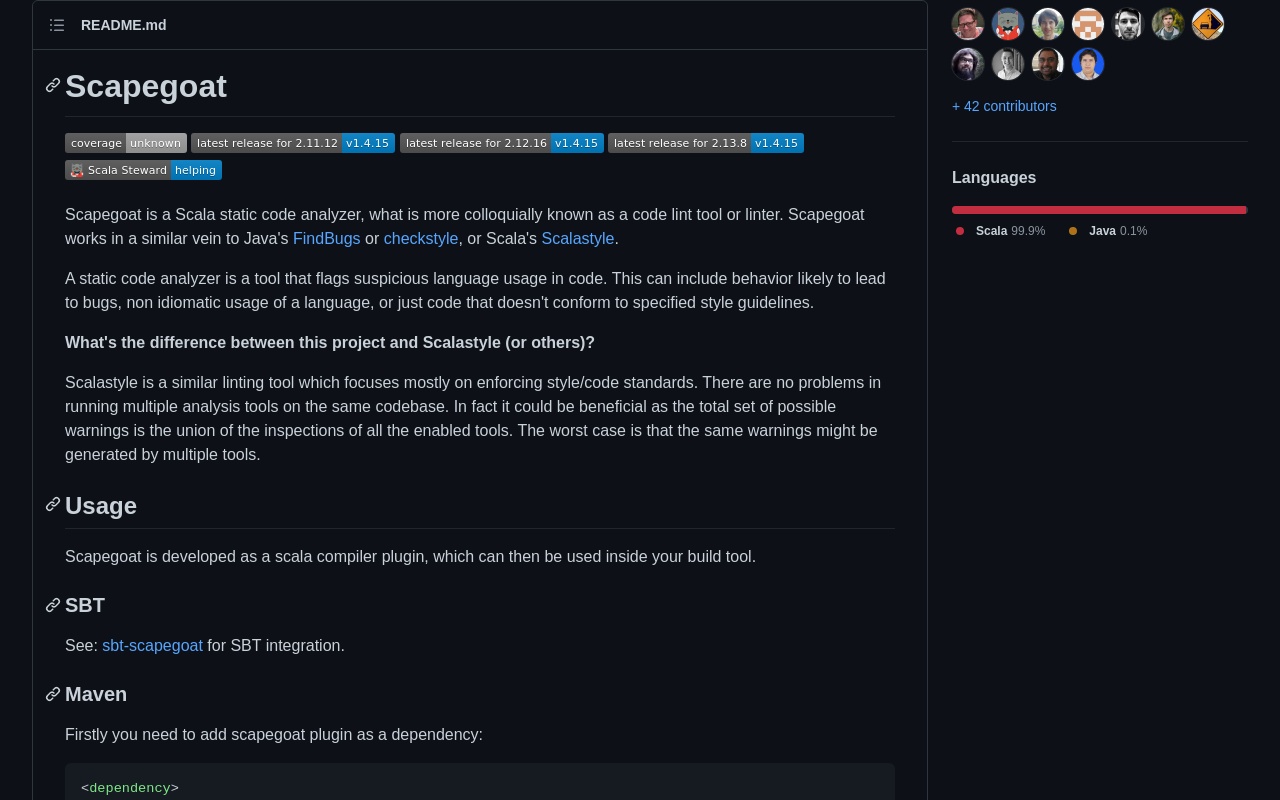 README.md
Scapegoat
coverage unknown latest release for 2.11.12 v1.4.15 latest release for 2.12.16 v1.4.15 latest release for 2.13.8 v1.4.15
Scala Steward helping
Scapegoat is a Scala static code analyzer, what is more colloquially known as a code lint tool or linter. Scapegoat
works in a similar vein to Java's FindBugs or checkstyle, or Scala's Scalastyle.
A static code analyzer is a tool that flags suspicious language usage in code. This can include behavior likely to lead
to bugs, non idiomatic usage of a language, or just code that doesn't conform to specified style guidelines.
What's the difference between this project and Scalastyle (or others)?
Scalastyle is a similar linting tool which focuses mostly on enforcing style/code standards. There are no problems in
running multiple analysis tools on the same codebase. In fact it could be beneficial as the total set of possible
warnings is the union of the inspections of all the enabled tools. The worst case is that the same warnings might be
generated by multiple tools.
Usage
Scapegoat is developed as a scala compiler plugin, which can then be used inside your build tool.
SBT
See: sbt-scapegoat for SBT integration.
Maven
Firstly you need to add scapegoat plugin as a dependency:
<dependency>
+ 42 contributors
Languages
Scala 99.9% Java 0.1%